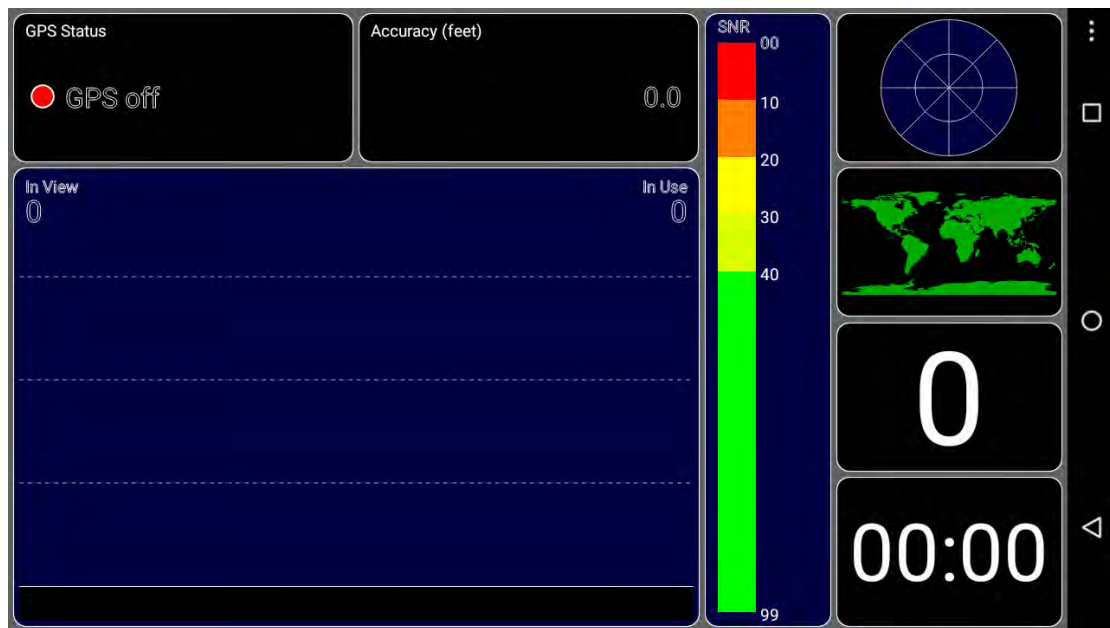 GPS Status
GPS off
Accuracy (feet)
0.0
In View
0
In Use
0
SNR
00
10
20
30
40
99
0
00:00